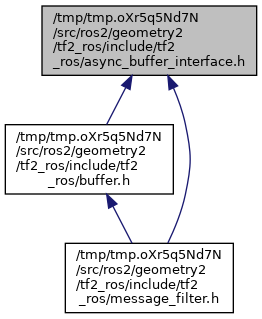 /tmp/tmp.oXr5q5Nd7N
/src/ros2/geometry2
/tf2_ros/include/tf2
_ros/async_buffer_interface.h
/tmp/tmp.oXr5q5Nd7N
/src/ros2/geometry2
/tf2_ros/include/tf2
_ros/buffer.h
/tmp/tmp.oXr5q5Nd7N
/src/ros2/geometry2
/tf2_ros/include/tf2
_ros/message_filter.h